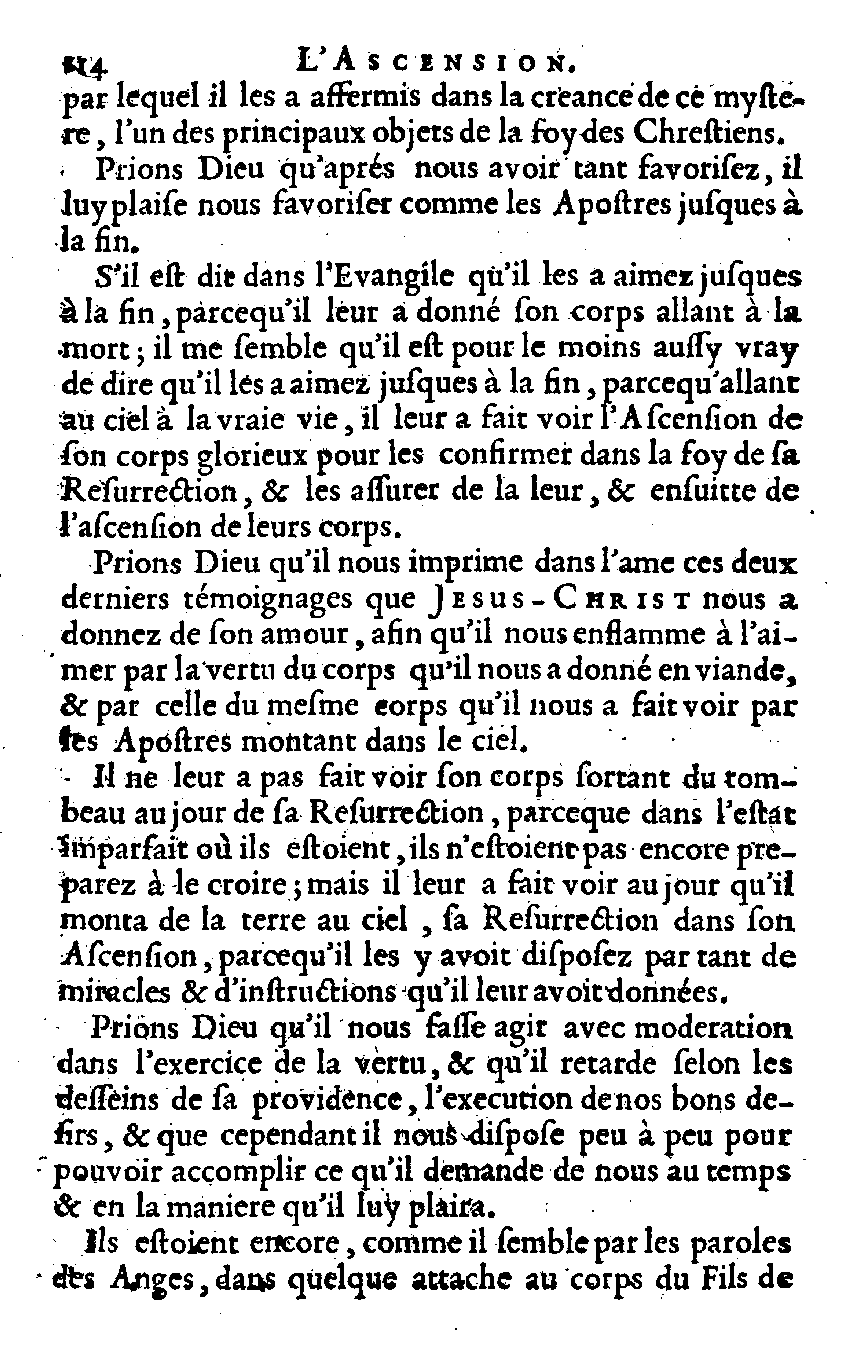 114 L'ASCENSION.
par lequel il les a affermis dans la creance de ce myſte-
re, l'un des principaux objets de la foy des Chreſtiens.
Prions Dieu qu'aprés nous avoir tant favoriſez, il
luy plaiſe nous favoriſer comme les Apoſtres juſques à
la fin.
S'il eſt dit dans l'Evangile qu'il les a aimez juſques
à la fin, parcequ'il leur a donné ſon corps allant à la
mort; il me ſemble qu'il eſt pour le moins auſſy vray
de dire qu'il les a aimez juſques à la fin, parcequ'allant
au ciel à la vraie vie, il leur a fait voir l'Aſcenſion de
ſon corps glorieux pour les confirmer dans la foy de ſa
Reſurrection, & les aſſurer de la leur, & enſuitte de
l'aſcenſion de leurs corps.
Prions Dieu qu'il nous imprime dans l'ame ces deux
derniers témoignages que JESUS-CHRIST nous a
donnez de ſon amour, afin qu'il nous enflamme à l'ai-
mer par la vertu du corps qu'il nous a donné en viande,
& par celle du meſme corps qu'il nous a fait voir par
ſes Apoſtres montant dans le ciel.
Il ne leur a pas fait voir ſon corps ſortant du tom-
beau au jour de ſa Reſurrection, parceque dans l'eſtat
imparfait où ils eſtoient, ils n'eſtoient pas encore pre-
parez à le croire; mais il leur a fait voir au jour qu'il
monta de la terre au ciel, ſa Reſurrection dans ſon
Aſcenſion, parcequ'il les y avoit diſpoſez par tant de
miracles & d'inſtructions qu'il leur avoit données.
Prions Dieu qu'il nous faſſe agir avec moderation
dans l'exercice de la vertu, & qu'il retarde ſelon les
deſſeins de ſa providence, l'execution de nos bons de-
ſirs, & que cependant il nous diſpoſe peu à peu pour
pouvoir accomplir ce qu'il demande de nous au temps
& en la maniere qu'il luy plaira.
Ils eſtoient encore, comme il ſemble par les paroles
des Anges, dans quelque attache au corps du Fils de